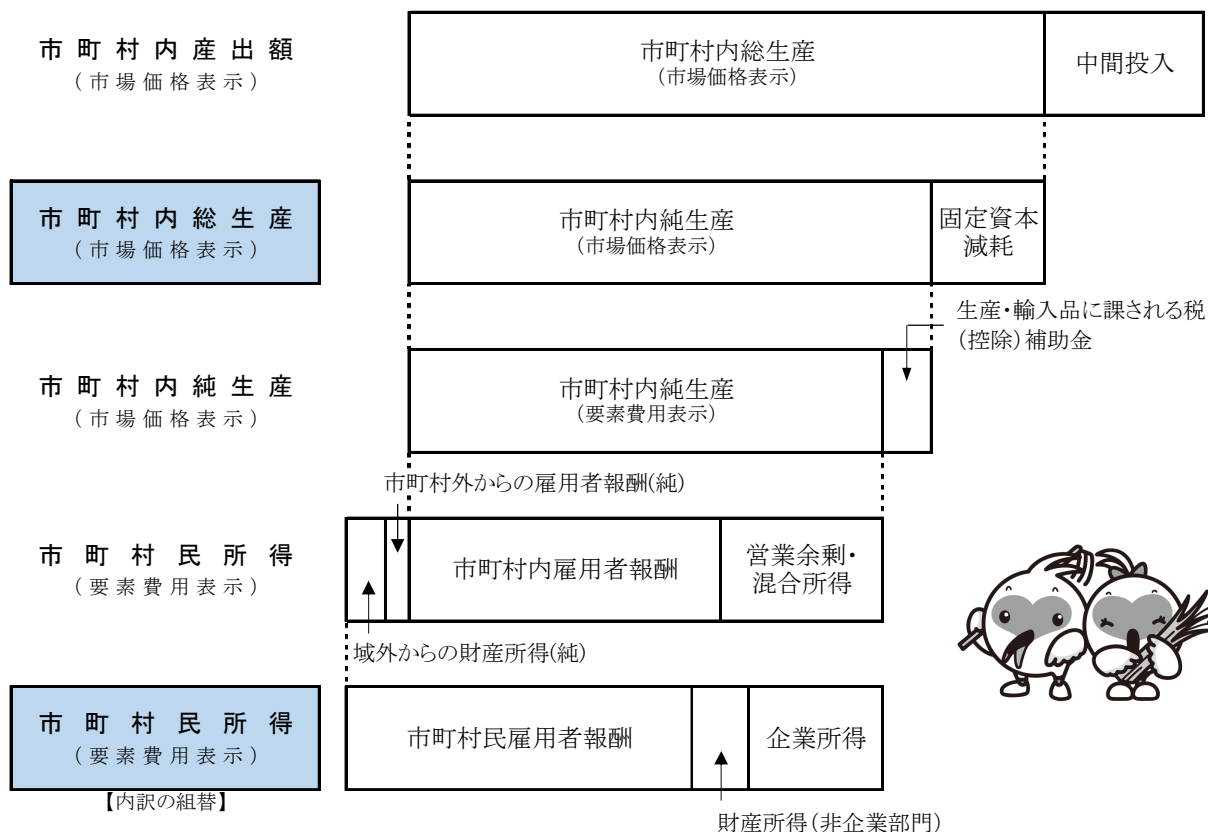 市町村内産出額
（市場価格表示）
市町村内総生産
（市場価格表示）
中間投入
市町村内総生産
（市場価格表示）
市町村内純生産
（市場価格表示）
固定資本
減耗
生産・輸入品に課される税
（控除）補助金
市町村内純生産
（市場価格表示）
市町村内純生産
（要素費用表示）
市町村外からの雇用者報酬(純)
市町村民所得
（要素費用表示）
市町村内雇用者報酬
営業余剰・
混合所得
域外からの財産所得(純)
市町村民所得
（要素費用表示）
【内訳の組替】
市町村民雇用者報酬
企業所得
財産所得（非企業部門）